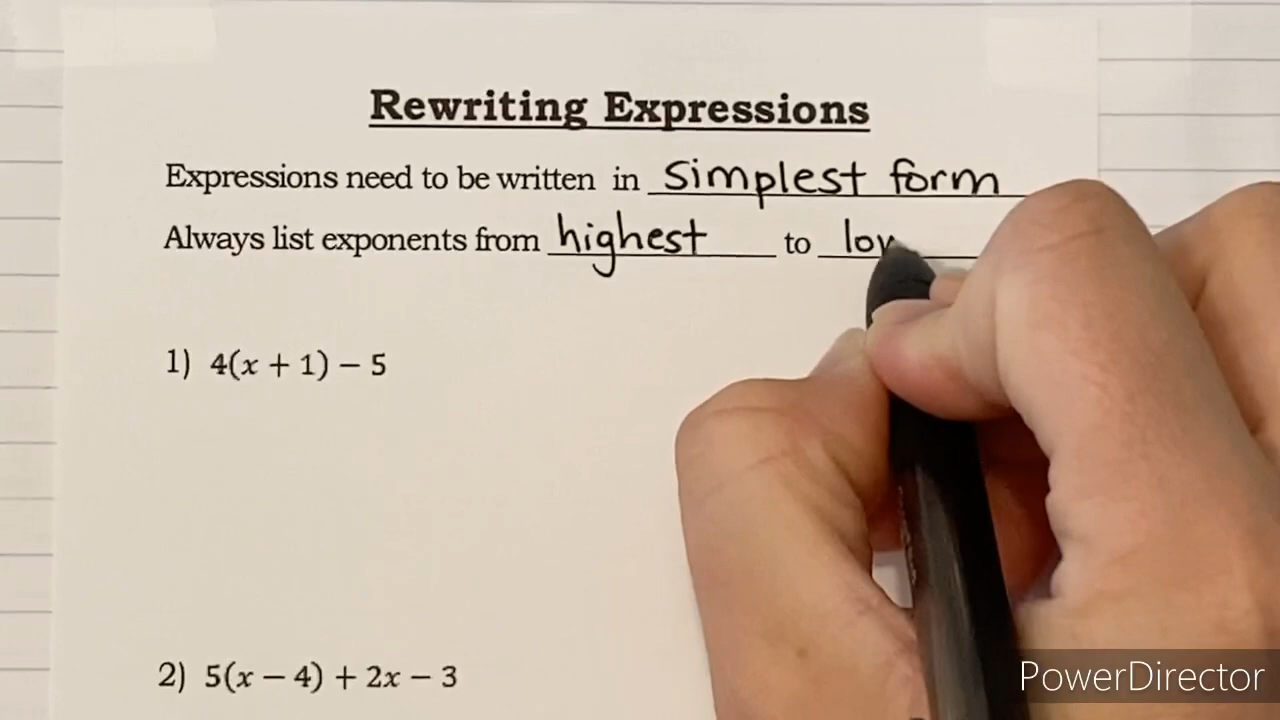 Rewriting Expressions
Expressions need to be written in simplest form
Always list exponents from highest to low
1) 4(x + 1) – 5
2) 5(x – 4) + 2x – 3
PowerDirector